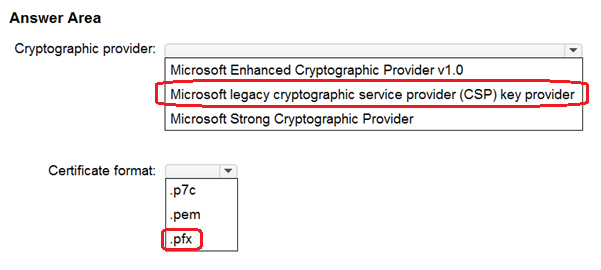 Answer Area
Cryptographic provider:
Microsoft Enhanced Cryptographic Provider v1.0
Microsoft legacy cryptographic service provider (CSP) key provider
Microsoft Strong Cryptographic Provider
Certificate format:
.p7c
.pem
.pfx